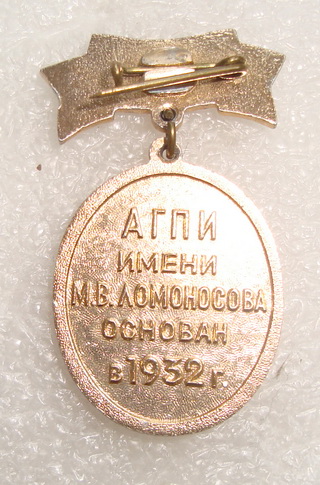 АГПИ
ИМЕНИ
М.В.ЛОМОНОСОВА
ОСНОВАН
в 1932 г.